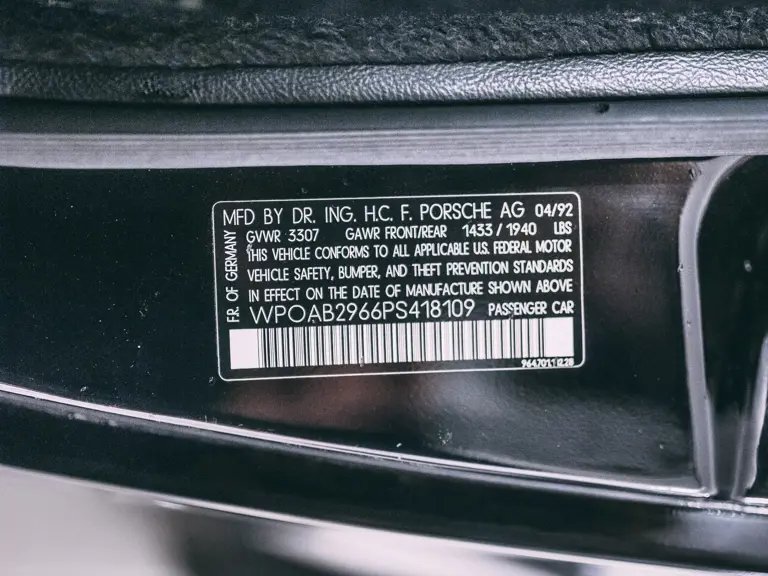 MFD BY DR. ING. H.C. F. PORSCHE AG 04/92
GVWR 3307 GAWR FRONT/REAR 1433/1940 LBS
THIS VEHICLE CONFORMS TO ALL APPLICABLE U.S. FEDERAL MOTOR
VEHICLE SAFETY, BUMPER, AND THEFT PREVENTION STANDARDS
IN EFFECT ON THE DATE OF MANUFACTURE SHOWN ABOVE
WPOAB2966PS418109 PASSENGER CAR
FR. OF GERMANY